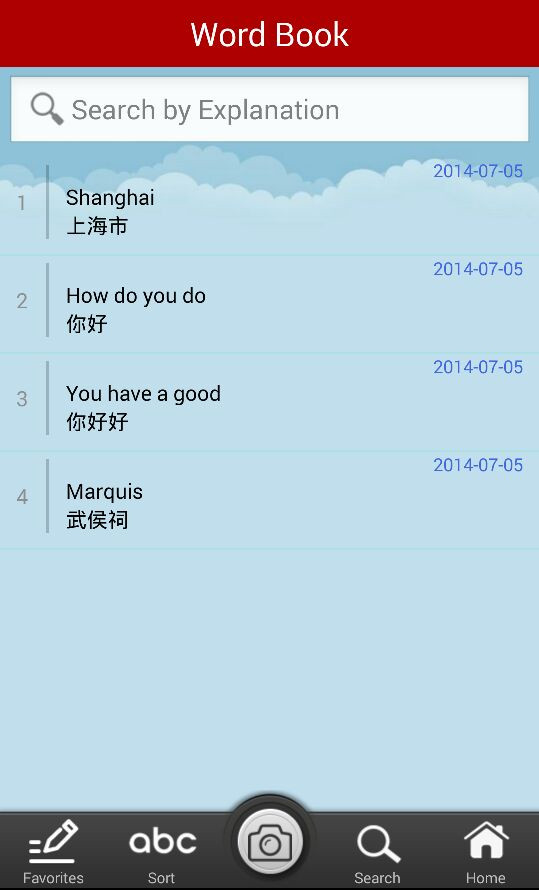 Word Book
Search by Explanation
2014-07-05
1
Shanghai
上海市
2014-07-05
2
How do you do
你好
2014-07-05
3
You have a good
你好好
2014-07-05
4
Marquis
武侯祠
abc
Favorites
Sort
Search
Home